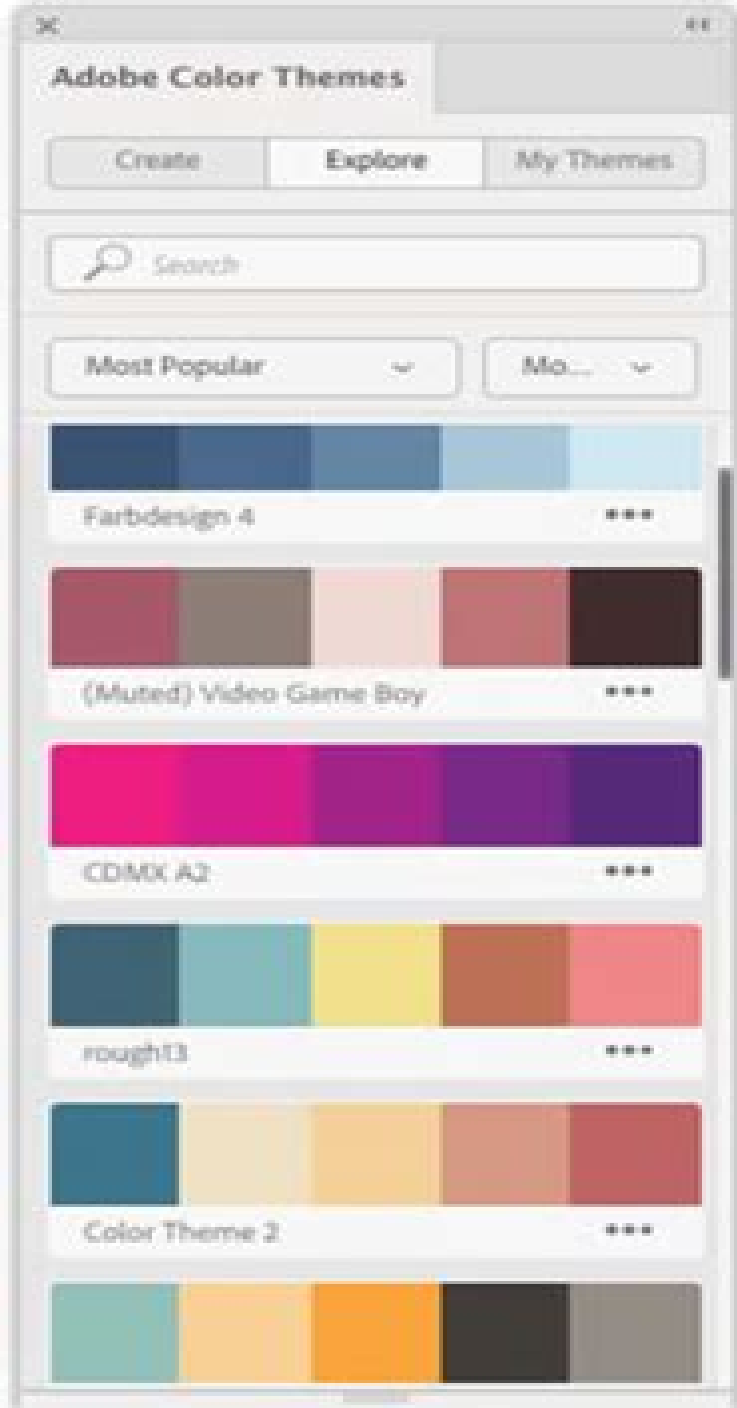 Adobe Color Themes
Create Explore My Themes
Search
Most Popular Mo...
Farbdesign 4
(Muted) Video Game Boy
CDMX A2
rough13
Color Theme 2